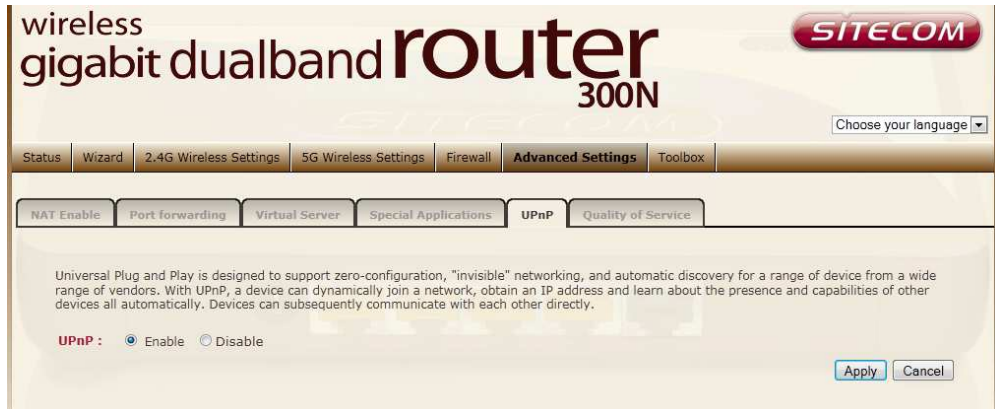 wireless
gigabit dualband router
300N
SITECOM
Choose your language
Status Wizard 2.4G Wireless Settings 5G Wireless Settings Firewall Advanced Settings Toolbox
NAT Enable Port forwarding Virtual Server Special Applications UPnP Quality of Service
Universal Plug and Play is designed to support zero-configuration, "invisible" networking, and automatic discovery for a range of device from a wide
range of vendors. With UPnP, a device can dynamically join a network, obtain an IP address and learn about the presence and capabilities of other
devices all automatically. Devices can subsequently communicate with each other directly.
UPnP : Enable Disable
Apply Cancel